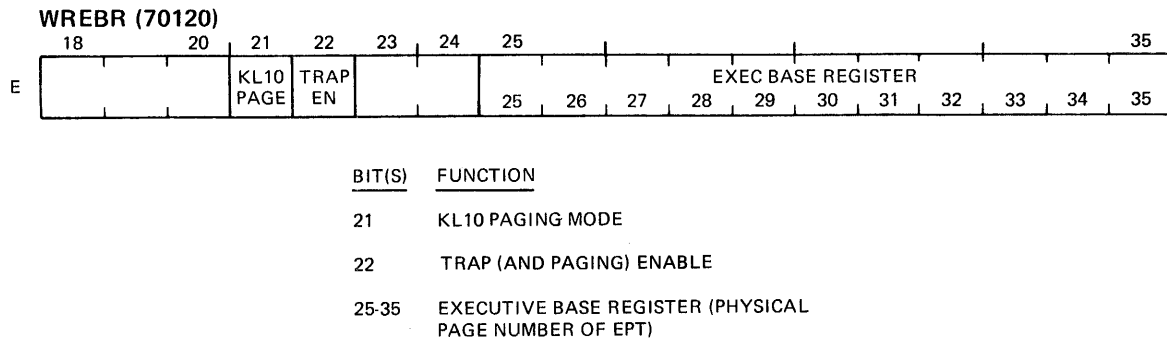 WREBR (70120)
18 20 21 22 23 24 25 35
E
KL10 PAGE TRAP EN EXEC BASE REGISTER
25 26 27 28 29 30 31 32 33 34 35
BIT(S) FUNCTION
21 KL10 PAGING MODE
22 TRAP (AND PAGING) ENABLE
25-35 EXECUTIVE BASE REGISTER (PHYSICAL
PAGE NUMBER OF EPT)